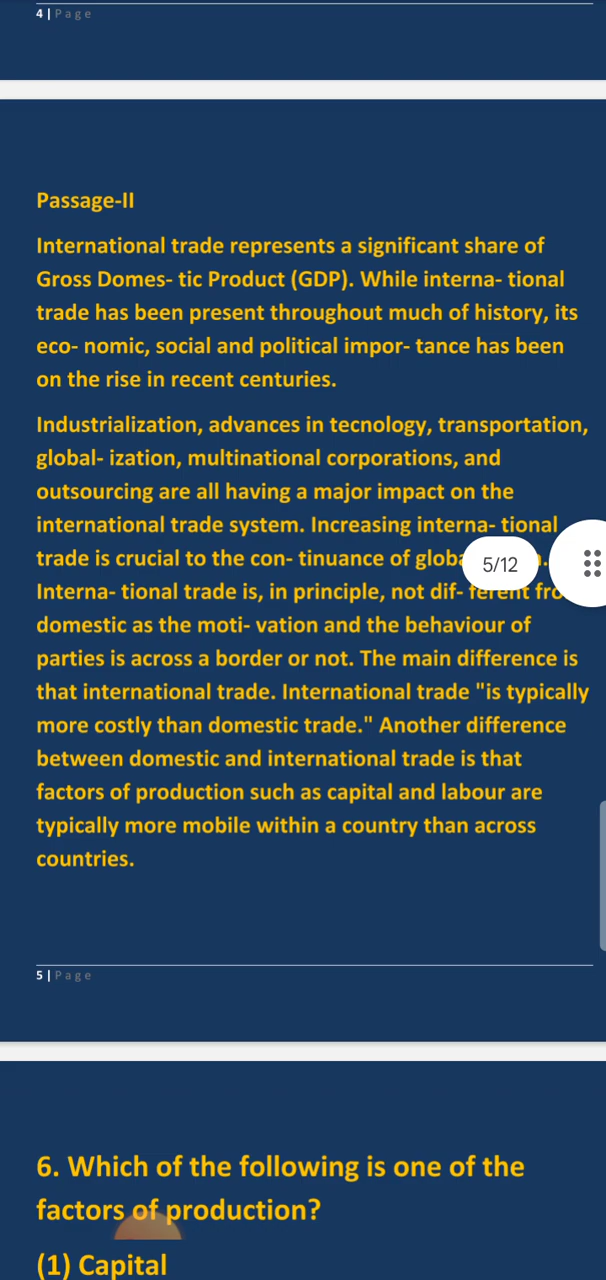 4 | Page
Passage-II
International trade represents a significant share of
Gross Domes- tic Product (GDP). While interna- tional
trade has been present throughout much of history, its
eco- nomic, social and political impor- tance has been
on the rise in recent centuries.
Industrialization, advances in tecnology, transportation,
global- ization, multinational corporations, and
outsourcing are all having a major impact on the
international trade system. Increasing interna- tional
trade is crucial to the con- tinuance of
5/12
Interna- tional trade is, in principle, not dif- ferent
domestic as the moti- vation and the behaviour of
parties is across a border or not. The main difference is
that international trade. International trade "is typically
more costly than domestic trade." Another difference
between domestic and international trade is that
factors of production such as capital and labour are
typically more mobile within a country than across
countries.
5 | Page
6. Which of the following is one of the
factors of production?
(1) Capital